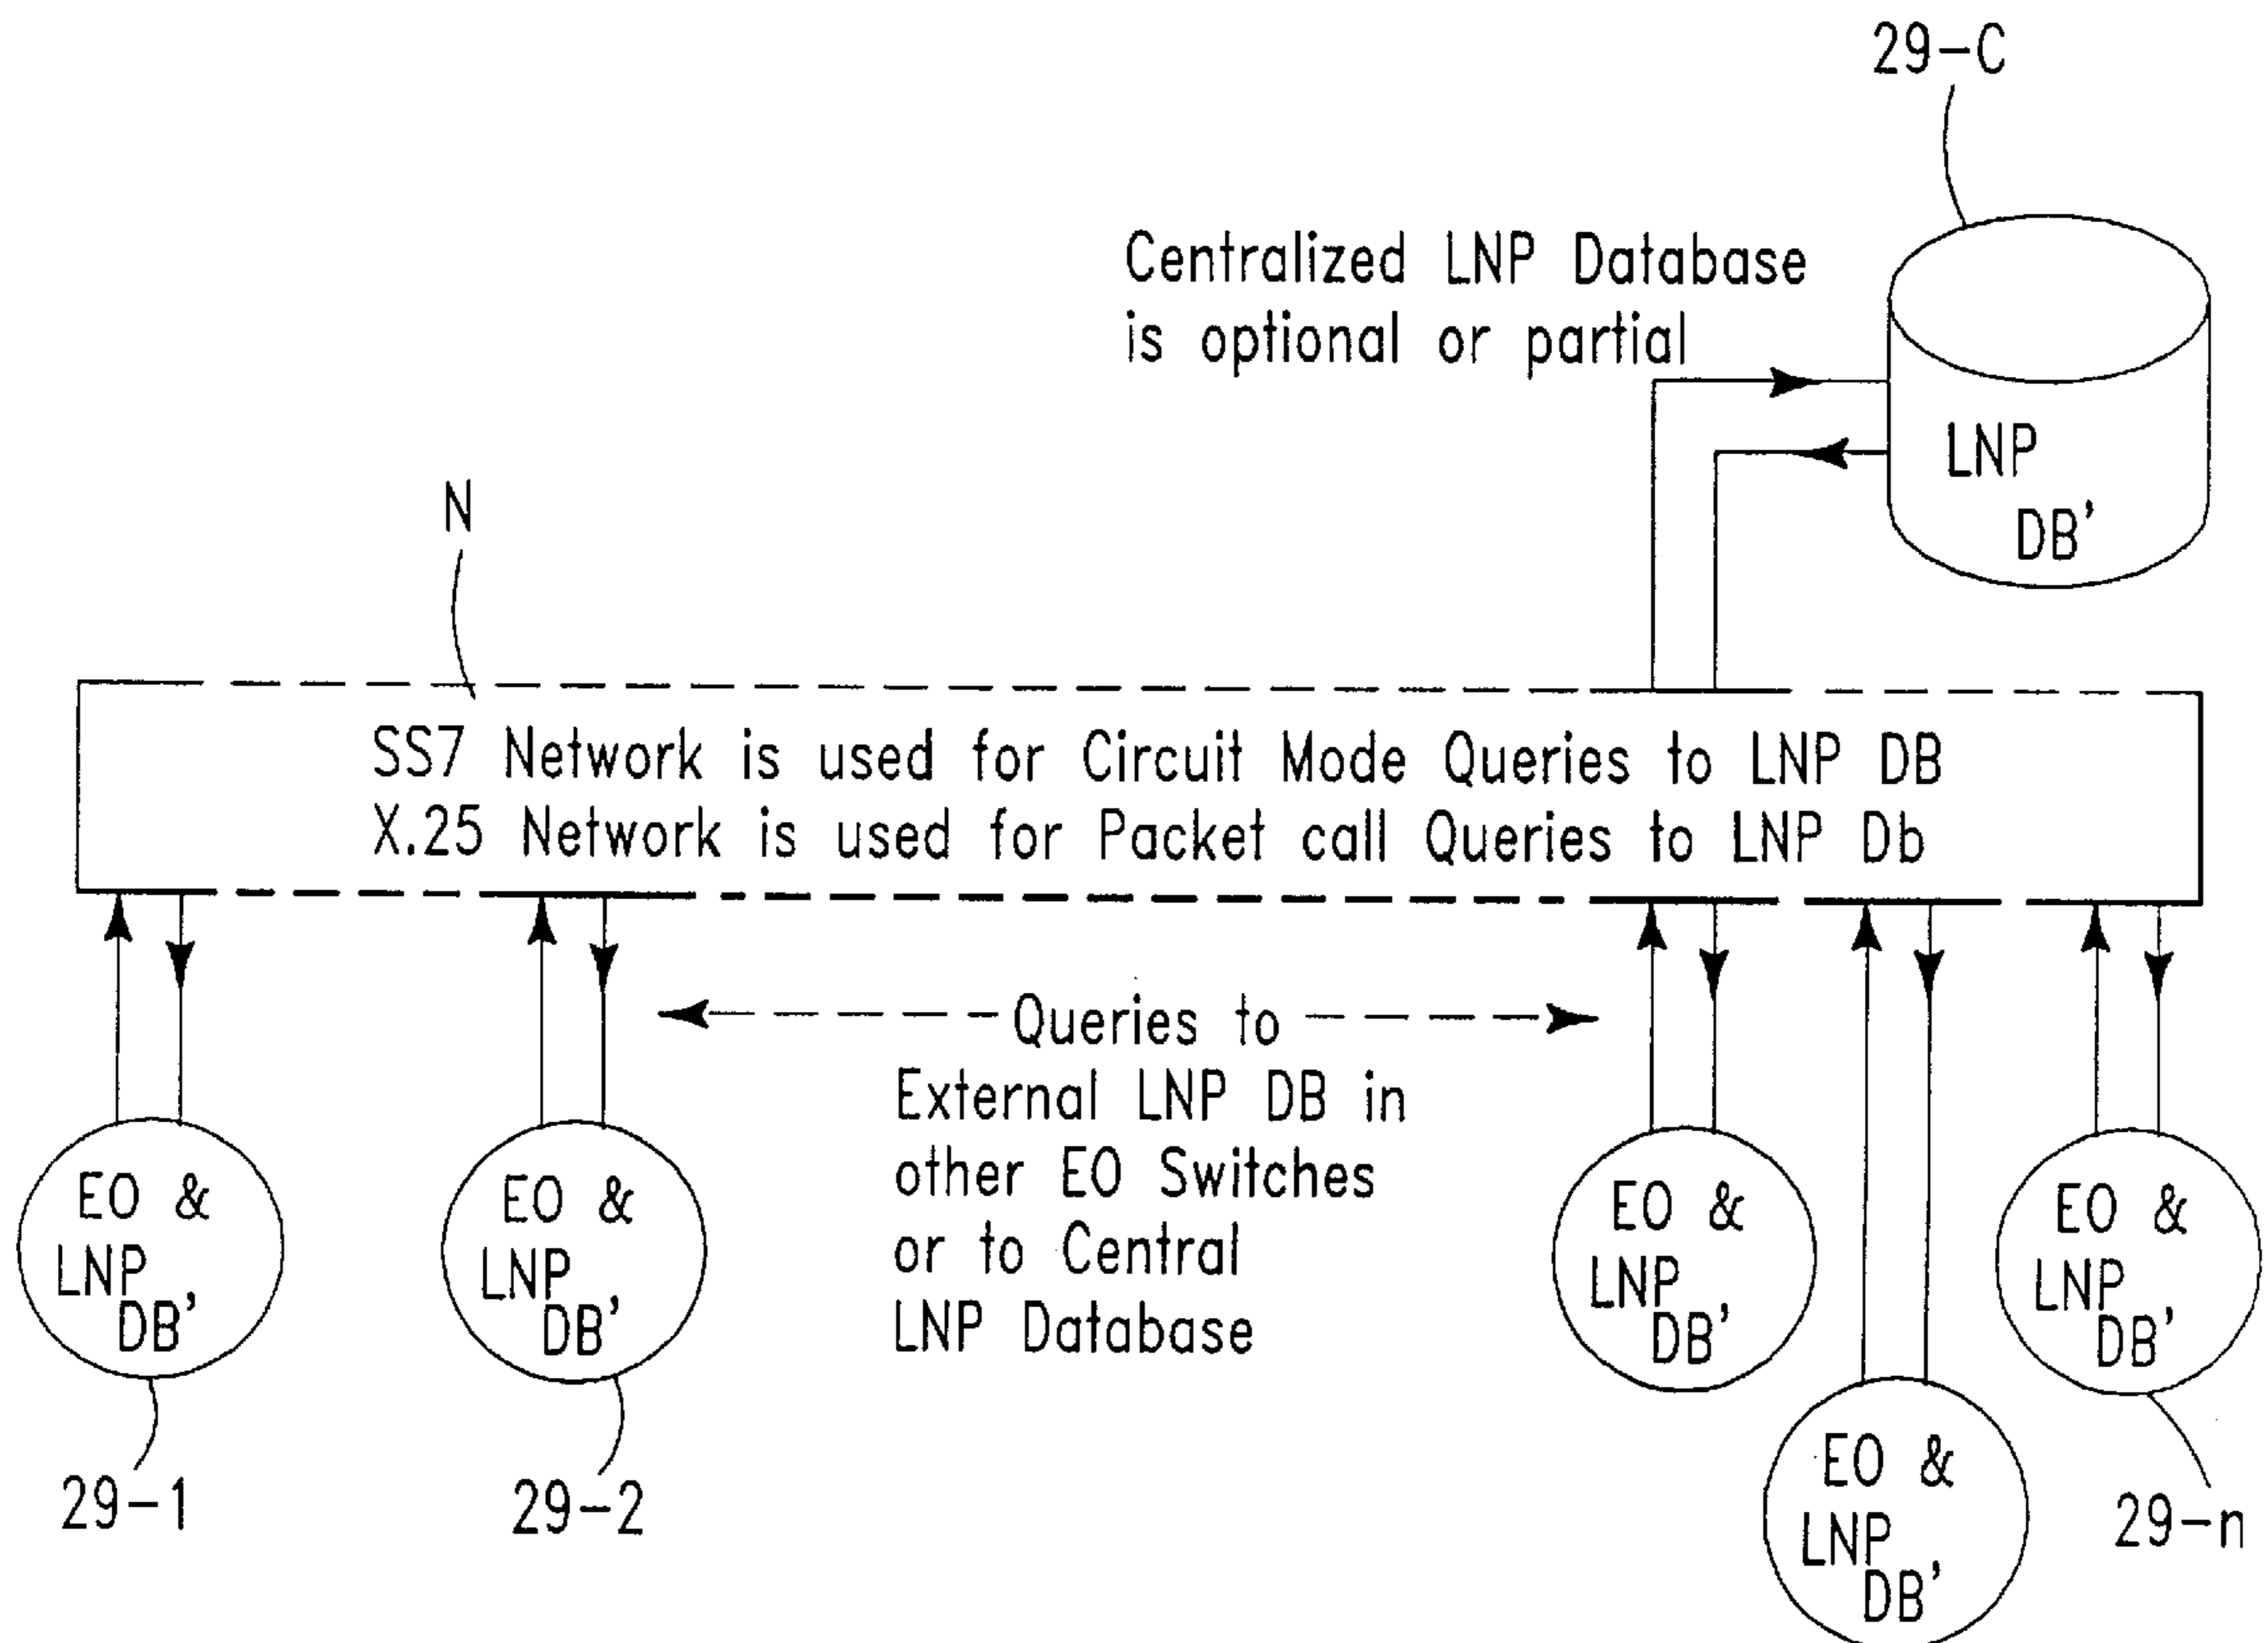 29-C
Centralized LNP Database
is optional or partial
LNP
DB'
N
SS7 Network is used for Circuit Mode Queries to LNP DB
X.25 Network is used for Packet call Queries to LNP Db
Queries to
External LNP DB in
other EO Switches
or to Central
LNP Database
EO &
LNP
DB'
29-1
EO &
LNP
DB'
29-2
EO &
LNP
DB'
EO &
LNP
DB'
EO &
LNP
DB'
29-n